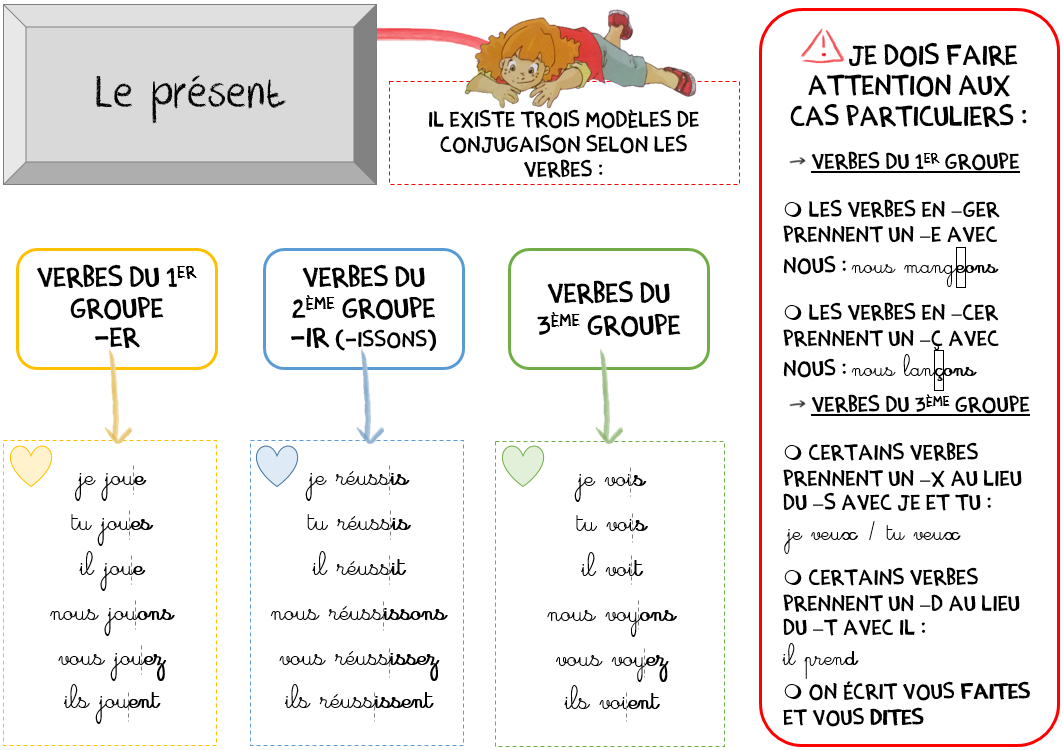 Le présent
IL EXISTE TROIS MODÈLES DE
CONJUGAISON SELON LES
VERBES :
VERBES DU 1ER
GROUPE
–ER
je joue
tu joues
il joue
nous jouons
vous jouez
ils jouent
VERBES DU
2ÈME GROUPE
–IR (–ISSONS)
je réussis
tu réussis
il réussit
nous réussissons
vous réussissez
ils réussissent
VERBES DU
3ÈME GROUPE
je vois
tu vois
il voit
nous voyons
vous voyez
ils voient
JE DOIS FAIRE
ATTENTION AUX
CAS PARTICULIERS :
→ VERBES DU 1ER GROUPE
❍ LES VERBES EN –GER
PRENNENT UN –E AVEC
NOUS : nous mangeons
❍ LES VERBES EN –CER
PRENNENT UN –Ç AVEC
NOUS : nous lançons
→ VERBES DU 3ÈME GROUPE
❍ CERTAINS VERBES
PRENNENT UN –X AU LIEU
DU –S AVEC JE ET TU :
je veux / tu veux
❍ CERTAINS VERBES
PRENNENT UN –D AU LIEU
DU –T AVEC IL :
il prend
❍ ON ÉCRIT VOUS FAITES
ET VOUS DITES